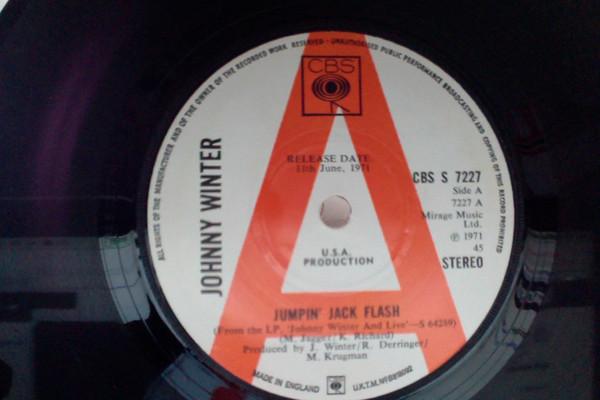 ALL RIGHTS OF THE MANUFACTURER AND OF THE OWNER OF THE RECORDED WORK RESERVED - UNAUTHORISED PUBLIC PERFORMANCE BROADCASTING AND COPYING OF THIS RECORD PROHIBITED
CBS
RELEASE DATE
11th June, 1971
JOHNNY WINTER
CBS S 7227
Side A
7227 A
Mirage Music
Ltd.
℗ 1971
45
STEREO
A
U.S.A.
PRODUCTION
JUMPIN' JACK FLASH
(From the LP, 'Johnny Winter And Live'—S 64289)
(M. Jagger/K. Richard)
Produced by J. Winter/R. Derringer/
M. Krugman
MADE IN ENGLAND
U.K.T.M.